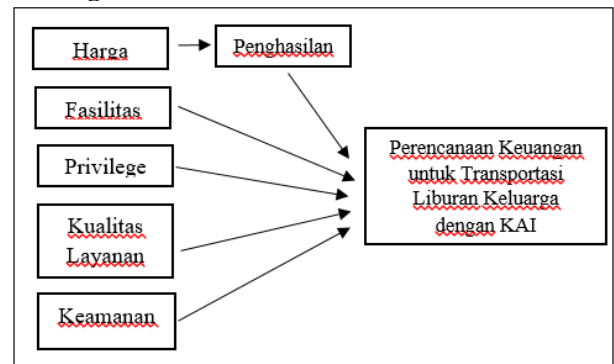 Harga
Penghasilan
Fasilitas
Privilege
Kualitas
Layanan
Keamanan
Perencanaan Keuangan
untuk Transportasi
Liburan Keluarga
dengan KAI